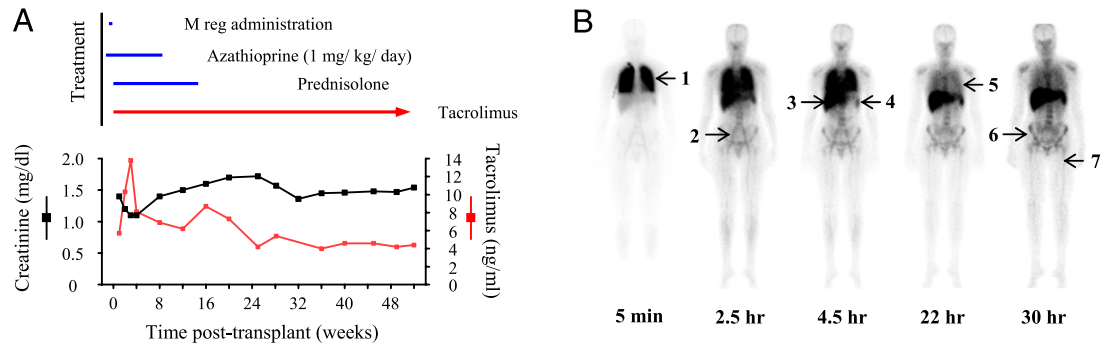 A
Treatment
M reg administration
Azathioprine (1 mg/ kg/ day)
Prednisolone
Tacrolimus
Creatinine (mg/dl)
2.0
1.5
1.0
0.5
0
14
12
10
8
6
4
2
0
Tacrolimus (ng/ml)
0 8 16 24 32 40 48
Time post-transplant (weeks)
B
1
2
3
4
5
6
7
5 min 2.5 hr 4.5 hr 22 hr 30 hr